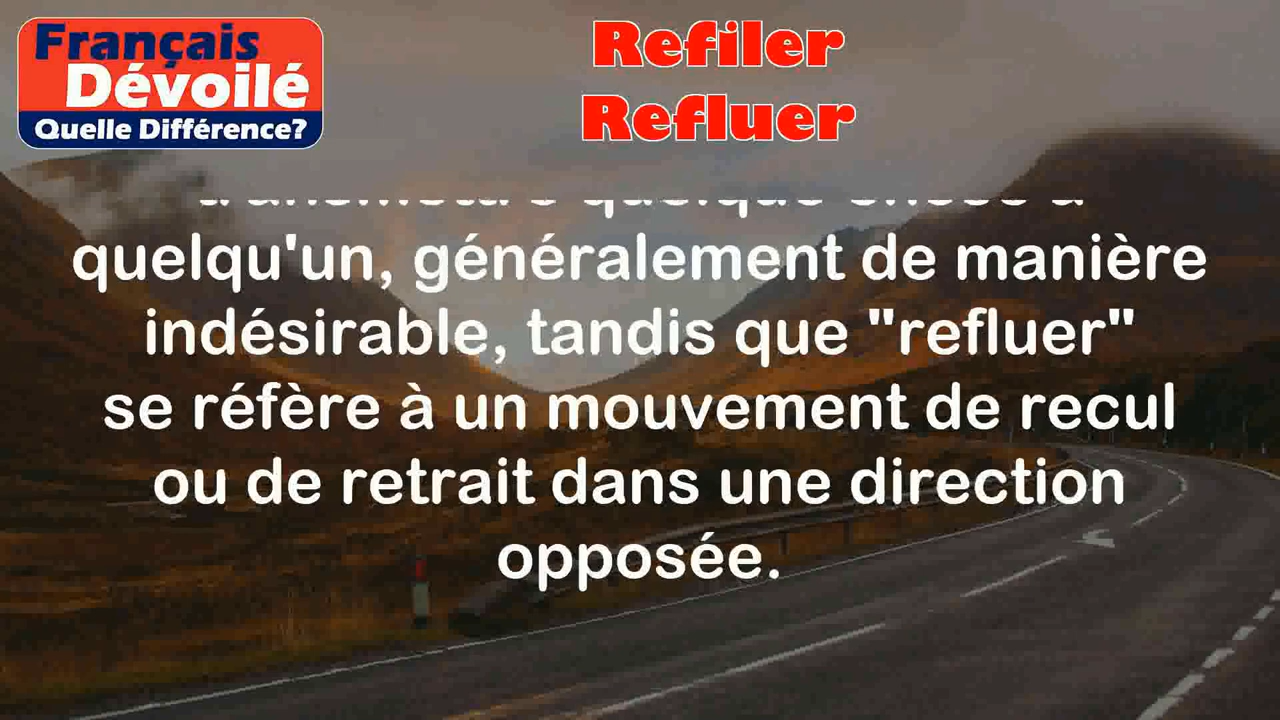 Français
Dévoilé
Quelle Différence?
Refiler
Refluer
quelqu'un, généralement de manière
indésirable, tandis que "refluer"
se réfère à un mouvement de recul
ou de retrait dans une direction
opposée.